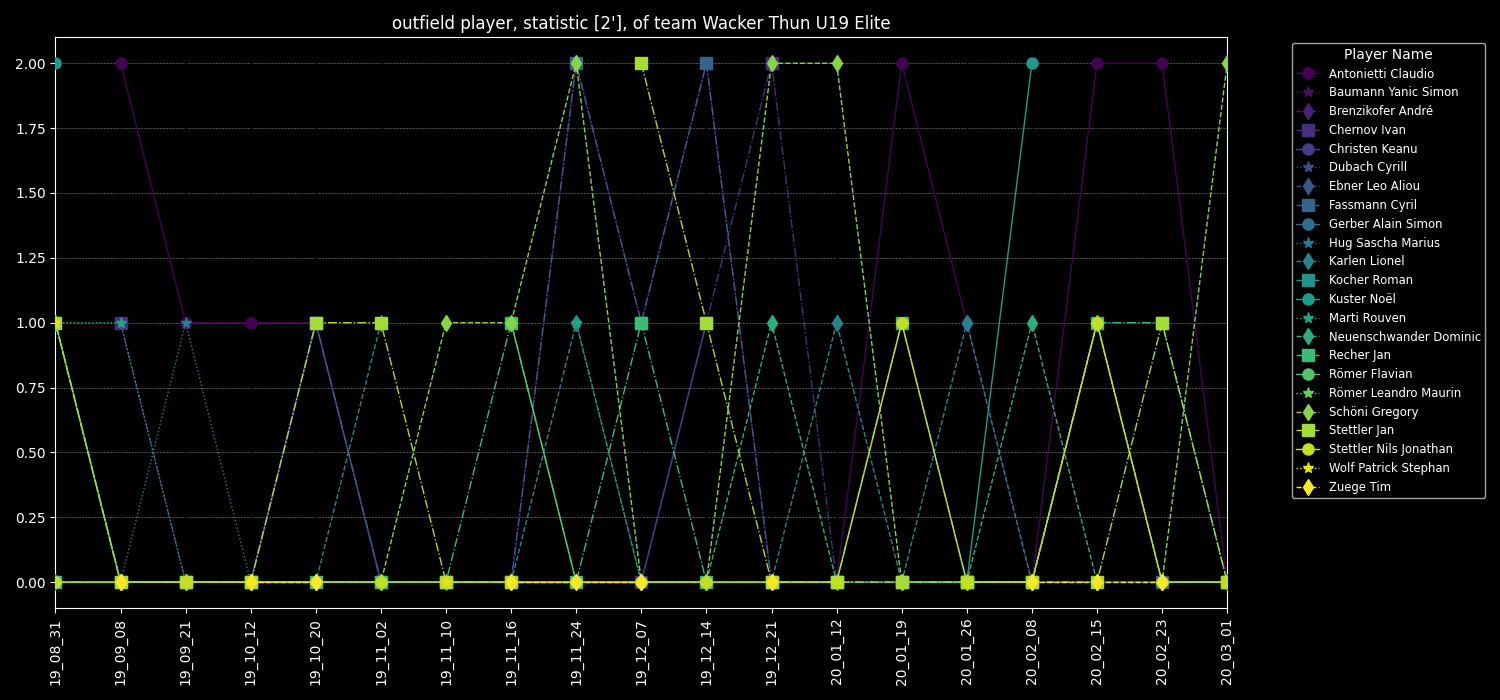 outfield player, statistic [2'], of team Wacker Thun U19 Elite
2.00
1.75
1.50
1.25
1.00
0.75
0.50
0.25
0.00
19_08_31
19_09_08
19_09_21
19_10_12
19_10_20
19_11_02
19_11_10
19_11_16
19_11_24
19_12_07
19_12_14
19_12_21
20_01_12
20_01_19
20_01_26
20_02_08
20_02_15
20_02_23
20_03_01
Player Name
Antonietti Claudio
Baumann Yanic Simon
Brenzikofer André
Chernov Ivan
Christen Keanu
Dubach Cyrill
Ebner Leo Aliou
Fassmann Cyril
Gerber Alain Simon
Hug Sascha Marius
Karlen Lionel
Kocher Roman
Kuster Noël
Marti Rouven
Neuenschwander Dominic
Recher Jan
Römer Flavian
Römer Leandro Maurin
Schöni Gregory
Stettler Jan
Stettler Nils Jonathan
Wolf Patrick Stephan
Zuege Tim